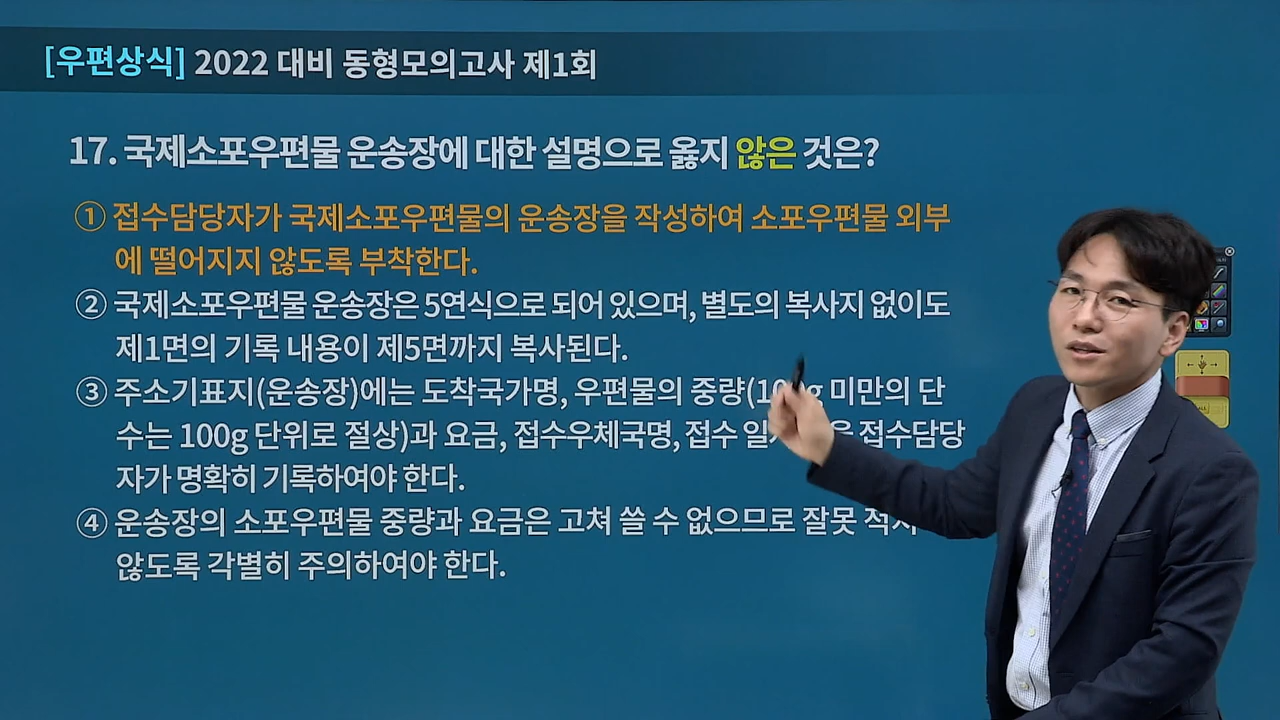 [우편상식] 2022 대비 동형모의고사 제1회
17. 국제소포우편물 운송장에 대한 설명으로 옳지 않은 것은?
① 접수담당자가 국제소포우편물의 운송장을 작성하여 소포우편물 외부
에 떨어지지 않도록 부착한다.
② 국제소포우편물 운송장은 5연식으로 되어 있으며, 별도의 복사지 없이도
제1면의 기록 내용이 제5면까지 복사된다.
③ 주소기표지(운송장)에는 도착국가명, 우편물의 중량(100g 미만의 단
수는 100g 단위로 절상)과 요금, 접수우체국명, 접수 접수담당
자가 명확히 기록하여야 한다.
④ 운송장의 소포우편물 중량과 요금은 고쳐 쓸 수 없으므로 잘못 적지
않도록 각별히 주의하여야 한다.